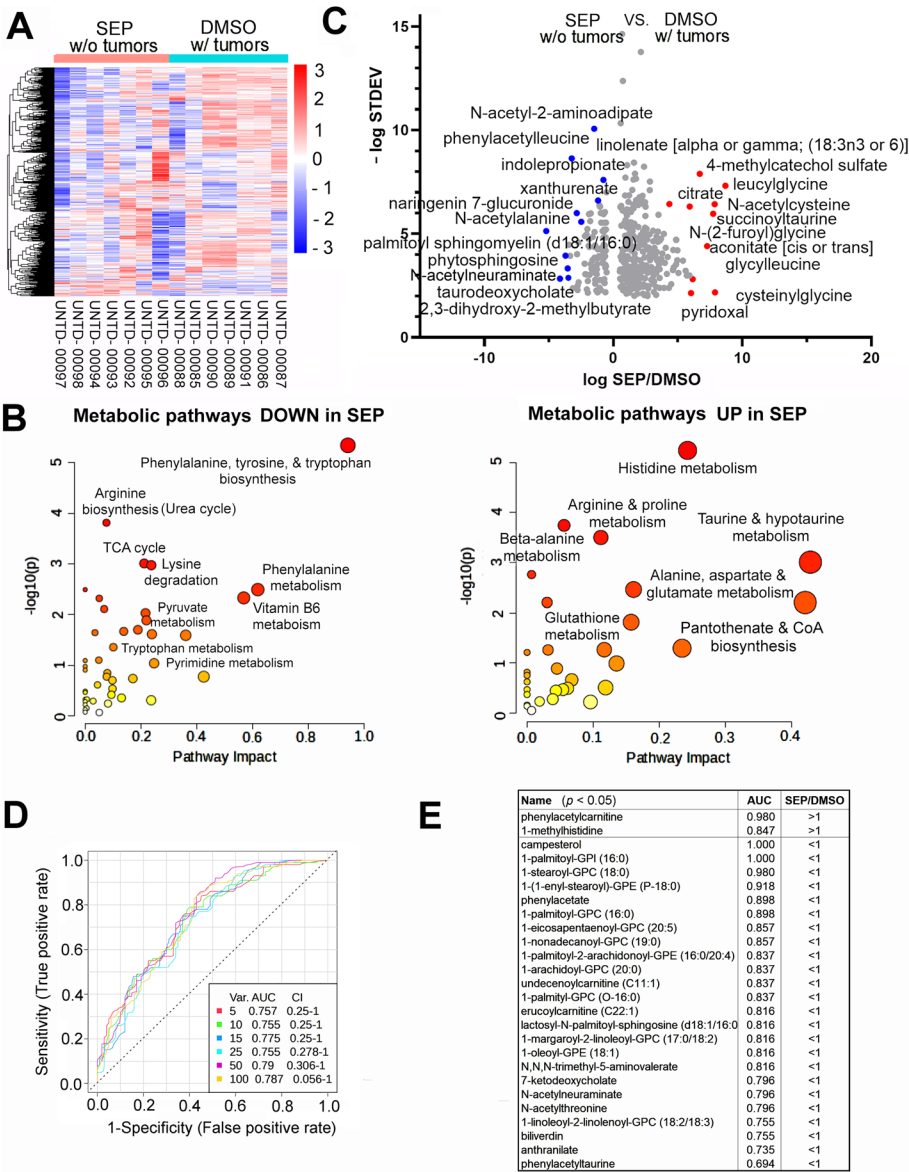 A
SEP
w/o tumors
DMSO
w/ tumors
3
2
1
0
- 1
- 2
- 3
UNTD- 00097
UNTD- 00098
UNTD- 00094
UNTD- 00093
UNTD- 00092
UNTD- 00095
UNTD- 00096
UNTD- 00088
UNTD- 00085
UNTD- 00090
UNTD- 00089
UNTD- 00091
UNTD- 00086
UNTD- 00087
C
SEP
w/o tumors
VS.
DMSO
w/ tumors
- log STDEV
15
10
5
0
-10
0
10
20
log SEP/DMSO
N-acetyl-2-aminoadipate
phenylacetylleucine
linolenate [alpha or gamma; (18:3n3 or 6)]
indolepropionate
4-methylcatechol sulfate
xanthurenate
leucylglycine
citrate
naringenin 7-glucuronide
N-acetylcysteine
N-acetylalanine
succinoyltaurine
N-(2-furoyl)glycine
palmitoyl sphingomyelin (d18:1/16:0)
aconitate [cis or trans]
phytosphingosine
glycylleucine
N-acetylneuraminate
taurodeoxycholate
cysteinylglycine
2,3-dihydroxy-2-methylbutyrate
pyridoxal
B
Metabolic pathways DOWN in SEP
-log10(p)
5
4
3
2
1
0
0.0
0.2
0.4
0.6
0.8
1.0
Pathway Impact
Phenylalanine, tyrosine, & tryptophan
biosynthesis
Arginine
biosynthesis (Urea cycle)
TCA cycle
Lysine
degradation
Phenylalanine
metabolism
Pyruvate
metabolism
Vitamin B6
metaboism
Tryptophan metabolism
Pyrimidine metabolism
Metabolic pathways UP in SEP
-log10(p)
5
4
3
2
1
0
0.0
0.1
0.2
0.3
0.4
Pathway Impact
Histidine metabolism
Arginine & proline
metabolism
Taurine & hypotaurine
metabolism
Beta-alanine
metabolism
Alanine, aspartate &
glutamate metabolism
Glutathione
metabolism
Pantothenate & CoA
biosynthesis
D
Sensitivity (True positive rate)
1.0
0.8
0.6
0.4
0.2
0.0
0.0
0.2
0.4
0.6
0.8
1.0
1-Specificity (False positive rate)
Var. AUC CI
5 0.757 0.25-1
10 0.755 0.25-1
15 0.775 0.25-1
25 0.755 0.278-1
50 0.79 0.306-1
100 0.787 0.056-1
E
Name (p < 0.05) AUC SEP/DMSO
phenylacetylcarnitine 0.980 >1
1-methylhistidine 0.847 >1
campesterol 1.000 <1
1-palmitoyl-GPI (16:0) 1.000 <1
1-stearoyl-GPC (18:0) 0.980 <1
1-(1-enyl-stearoyl)-GPE (P-18:0) 0.918 <1
phenylacetate 0.898 <1
1-palmitoyl-GPC (16:0) 0.898 <1
1-eicosapentaenoyl-GPC (20:5) 0.857 <1
1-nonadecanoyl-GPC (19:0) 0.857 <1
1-palmitoyl-2-arachidonoyl-GPE (16:0/20:4) 0.837 <1
1-arachidoyl-GPC (20:0) 0.837 <1
undecenoylcarnitine (C11:1) 0.837 <1
1-palmityl-GPC (O-16:0) 0.837 <1
erucoylcarnitine (C22:1) 0.816 <1
lactosyl-N-palmitoyl-sphingosine (d18:1/16:0 0.816 <1
1-margaroyl-2-linoleoyl-GPC (17:0/18:2) 0.816 <1
1-oleoyl-GPE (18:1) 0.816 <1
N,N,N-trimethyl-5-aminovalerate 0.816 <1
7-ketodeoxycholate 0.796 <1
N-acetylneuraminate 0.796 <1
N-acetylthreonine 0.796 <1
1-linoleoyl-2-linolenoyl-GPC (18:2/18:3) 0.755 <1
biliverdin 0.755 <1
anthranilate 0.735 <1
phenylacetyltaurine 0.694 <1